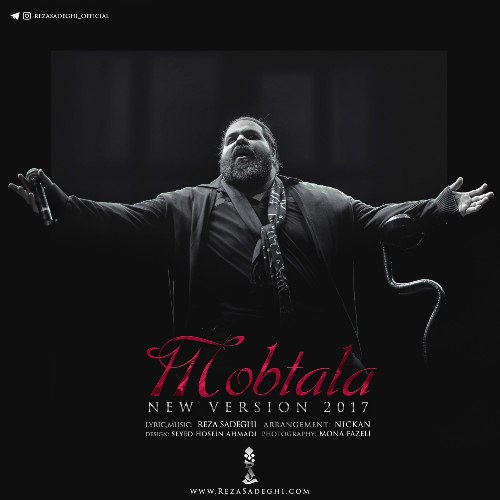 REZASADEGHI_OFFICIAL
Mobtala
NEW VERSION 2017
LYRIC,MUSIC: REZA SADEGHI ARRANGEMENT: NICKAN
DESIGN: SEYED HOSEIN AHMADI PHOTOGRAPHY: MONA FAZELI
WWW.REZASADEGHI.COM